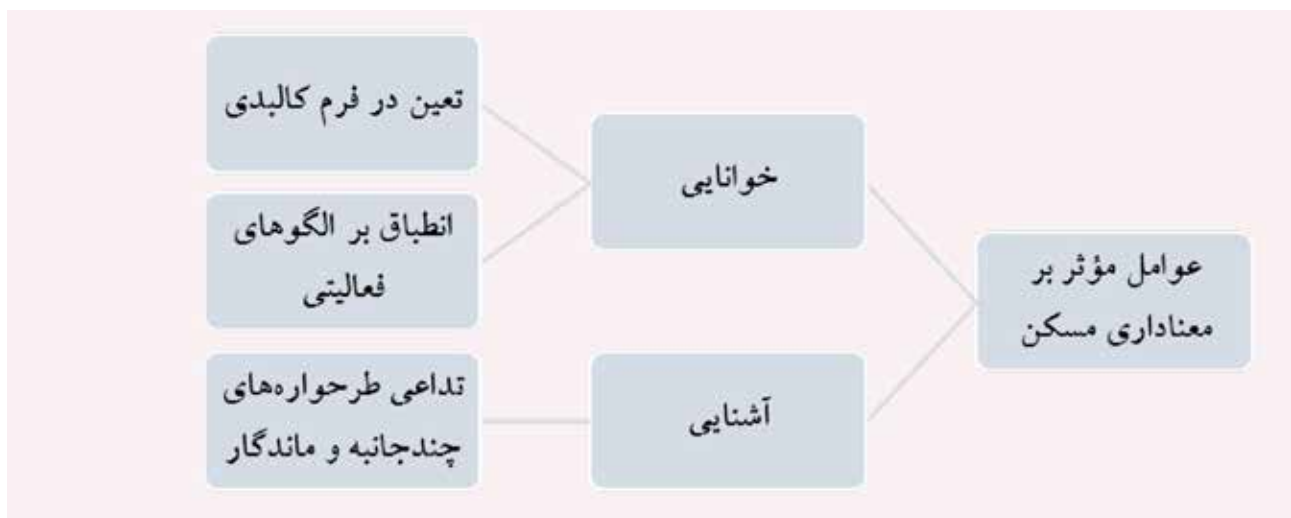 عوامل مؤثر بر
معناداری مسکن
خوانایی
تعین در فرم کالبدی
انطباق بر الگوهای
فعالیتی
آشنایی
تداعی طرحواره‌های
چندجانبه و ماندگار